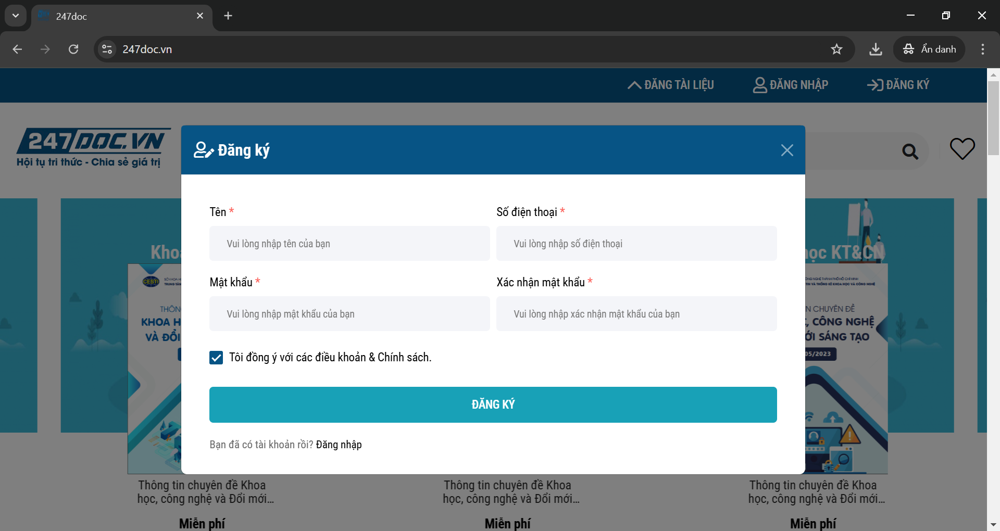 247doc
247doc.vn
Ẩn danh
ĐĂNG TÀI LIỆU
ĐĂNG NHẬP
ĐĂNG KÝ
247DOC.VN
Hội tụ tri thức - Chia sẻ giá trị
Đăng ký
Tên *
Số điện thoại *
Vui lòng nhập tên của bạn
Vui lòng nhập số điện thoại
Mật khẩu *
Xác nhận mật khẩu *
Vui lòng nhập mật khẩu của bạn
Vui lòng nhập xác nhận mật khẩu của bạn
Tôi đồng ý với các điều khoản & Chính sách.
ĐĂNG KÝ
Bạn đã có tài khoản rồi? Đăng nhập
học KT&CN
CESTI
KHOA H
VÀ ĐỔI
N CHUYÊN ĐỀ
, CÔNG NGHỆ
ỚI SÁNG TẠO
05/2023
Thông tin chuyên đề Khoa
học, công nghệ và Đổi mới...
Miễn phí
Thông tin chuyên đề Khoa
học, công nghệ và Đổi mới...
Miễn phí
Thông tin chuyên đề Khoa
học, công nghệ và Đổi mới...
Miễn phí